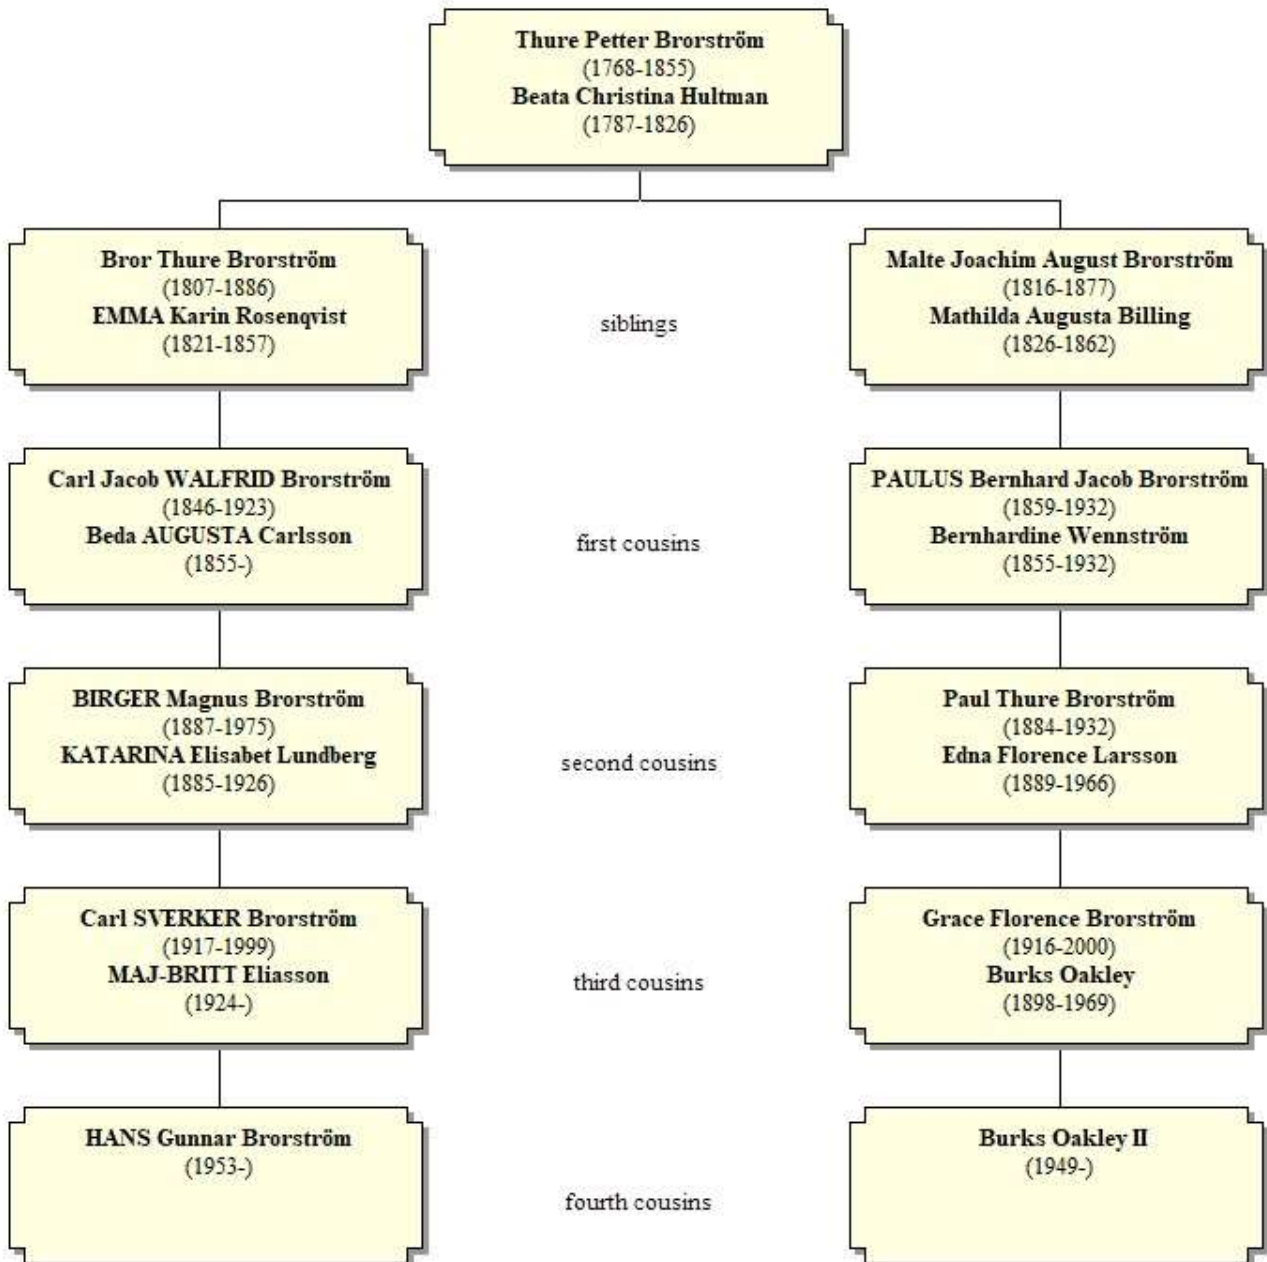 Thure Petter Brorström
(1768-1855)
Beata Christina Hultman
(1787-1826)
Bror Thure Brorström
(1807-1886)
EMMA Karin Rosenqvist
(1821-1857)
siblings
Malte Joachim August Brorström
(1816-1877)
Mathilda Augusta Billing
(1826-1862)
Carl Jacob WALFRID Brorström
(1846-1923)
Beda AUGUSTA Carlsson
(1855-)
first cousins
PAULUS Bernhard Jacob Brorström
(1859-1932)
Bernhardine Wennström
(1855-1932)
BIRGER Magnus Brorström
(1887-1975)
KATARINA Elisabet Lundberg
(1885-1926)
second cousins
Paul Thure Brorström
(1884-1932)
Edna Florence Larsson
(1889-1966)
Carl SVERKER Brorström
(1917-1999)
MAJ-BRITT Eliasson
(1924-)
third cousins
Grace Florence Brorström
(1916-2000)
Burks Oakley
(1898-1969)
HANS Gunnar Brorström
(1953-)
fourth cousins
Burks Oakley II
(1949-)